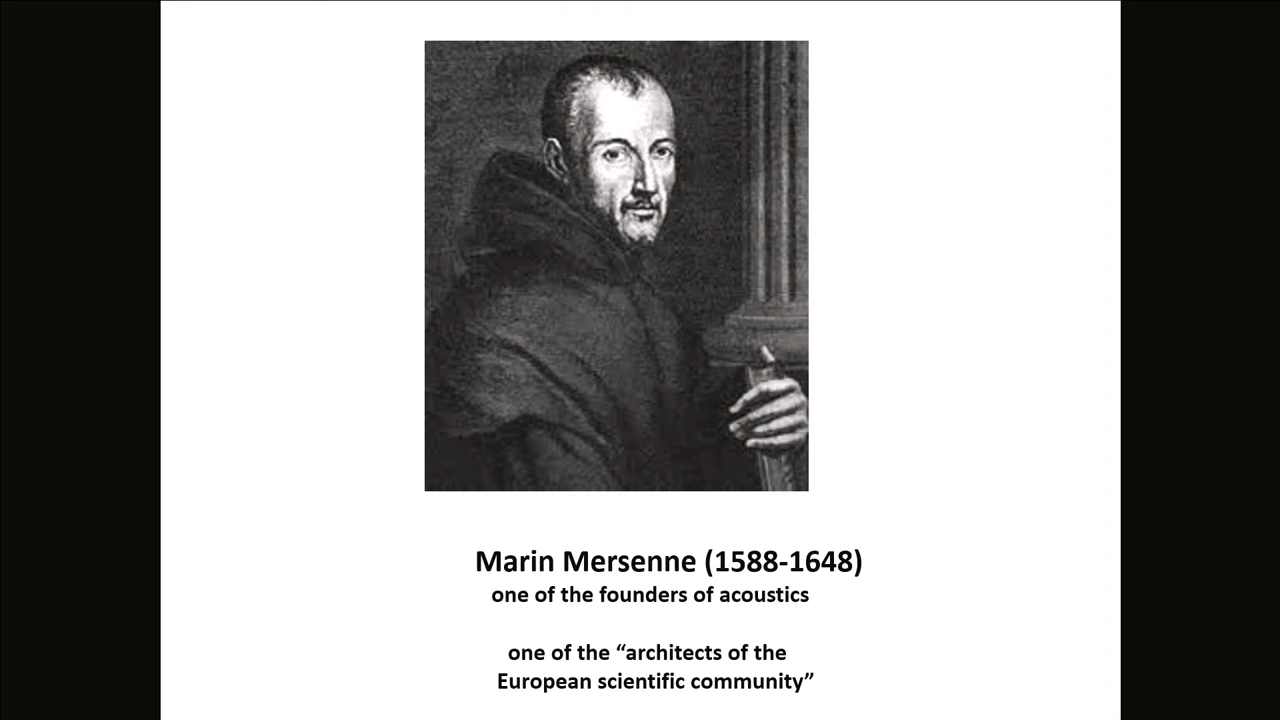 Marin Mersenne (1588-1648)
one of the founders of acoustics
one of the “architects of the
European scientific community”